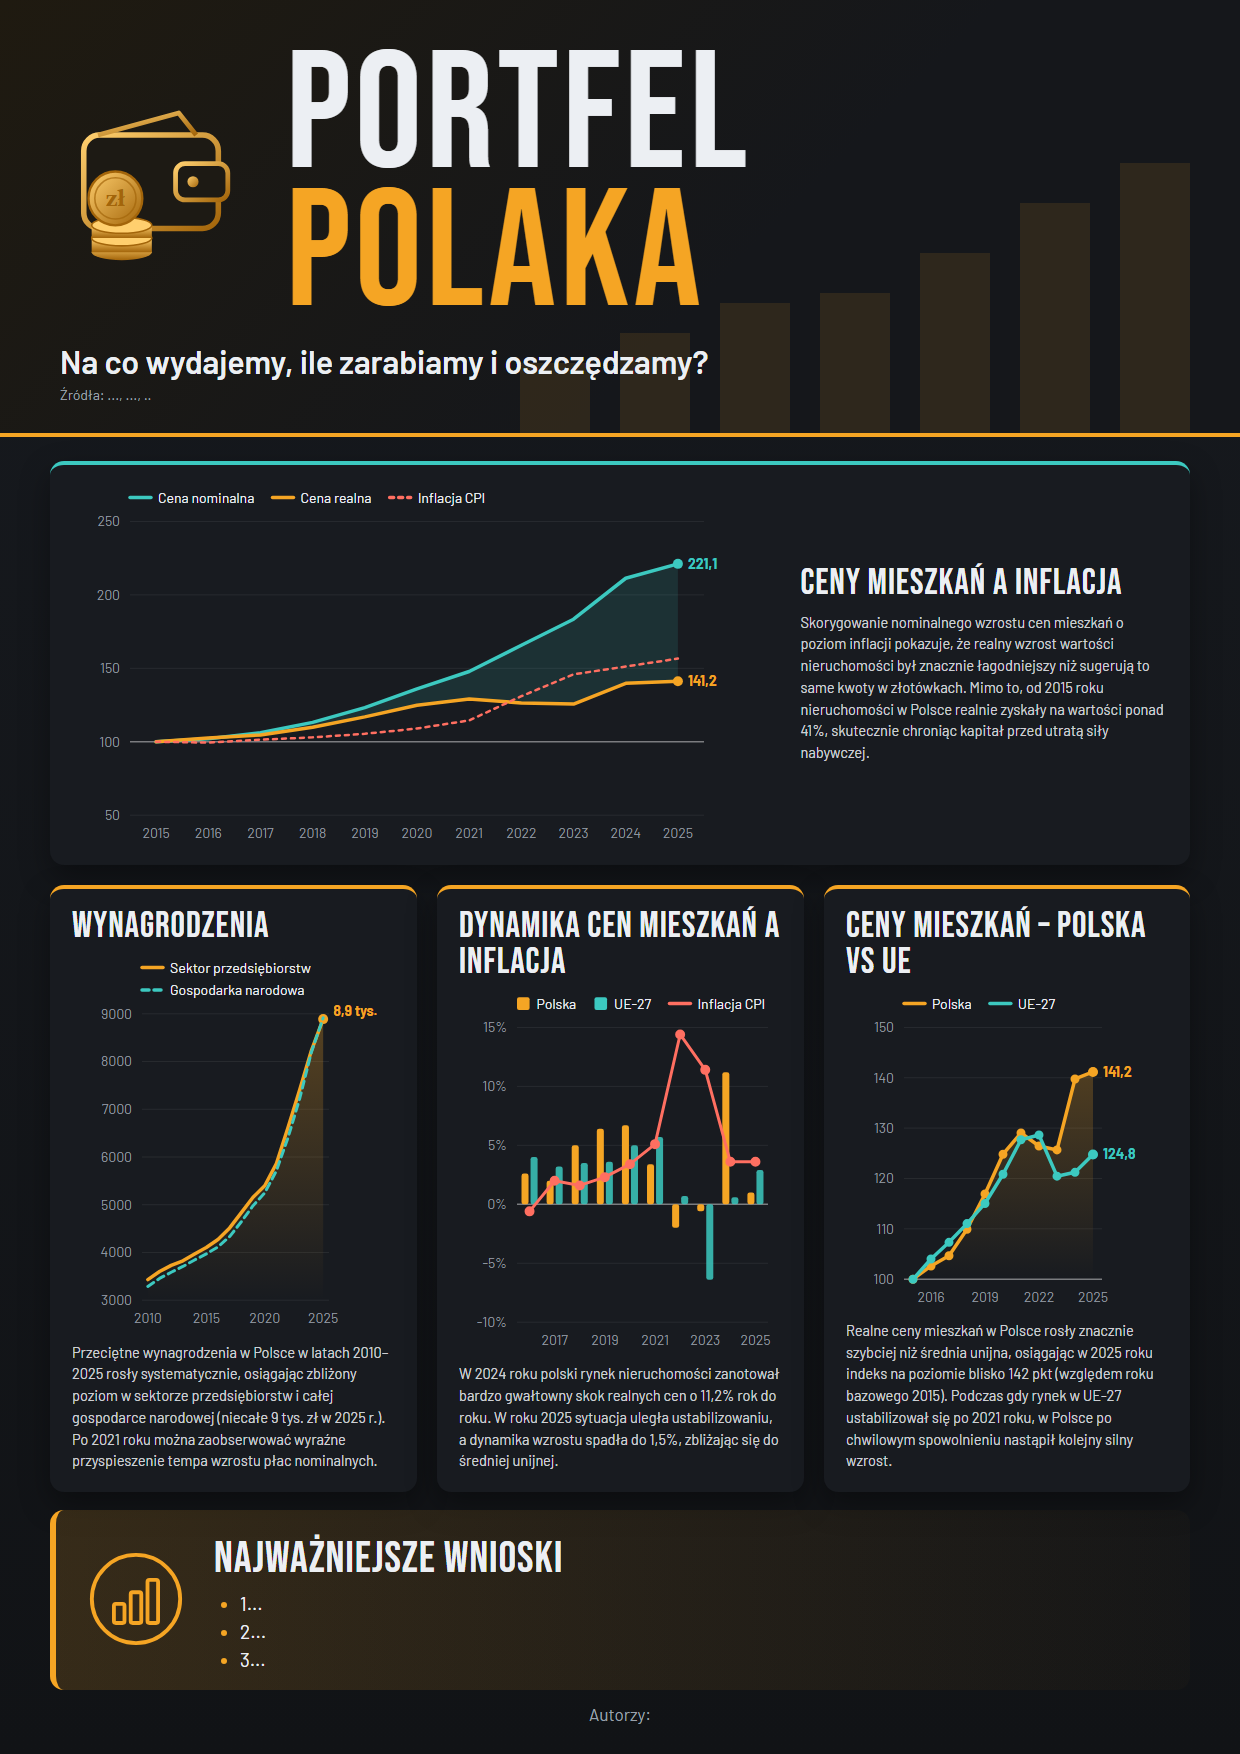 PORTFEL
POLAKA
zł
Na co wydajemy, ile zarabiamy i oszczędzamy?
Źródła: ..., ..., ..
Cena nominalna Cena realna Inflacja CPI
250
200
150
100
50
221,1
141,2
2015 2016 2017 2018 2019 2020 2021 2022 2023 2024 2025
CENY MIESZKAŃ A INFLACJA
Skorygowanie nominalnego wzrostu cen mieszkań o
poziom inflacji pokazuje, że realny wzrost wartości
nieruchomości był znacznie łagodniejszy niż sugerują to
same kwoty w złotówkach. Mimo to, od 2015 roku
nieruchomości w Polsce realnie zyskały na wartości ponad
41%, skutecznie chroniąc kapitał przed utratą siły
nabywczej.
WYNAGRODZENIA
Sektor przedsiębiorstw
Gospodarka narodowa
8,9 tys.
9000
8000
7000
6000
5000
4000
3000
2010 2015 2020 2025
Przeciętne wynagrodzenia w Polsce w latach 2010–
2025 rosły systematycznie, osiągając zbliżony
poziom w sektorze przedsiębiorstw i całej
gospodarce narodowej (niecałe 9 tys. zł w 2025 r.).
Po 2021 roku można zaobserwować wyraźne
przyspieszenie tempa wzrostu płac nominalnych.
DYNAMIKA CEN MIESZKAŃ A
INFLACJA
Polska UE-27 Inflacja CPI
15%
10%
5%
0%
-5%
-10%
2017 2019 2021 2023 2025
W 2024 roku polski rynek nieruchomości zanotował
bardzo gwałtowny skok realnych cen o 11,2% rok do
roku. W roku 2025 sytuacja uległa ustabilizowaniu,
a dynamika wzrostu spadła do 1,5%, zbliżając się do
średniej unijnej.
CENY MIESZKAŃ – POLSKA
VS UE
Polska UE-27
150
140
130
120
110
100
141,2
124,8
2016 2019 2022 2025
Realne ceny mieszkań w Polsce rosły znacznie
szybciej niż średnia unijna, osiągając w 2025 roku
indeks na poziomie blisko 142 pkt (względem roku
bazowego 2015). Podczas gdy rynek w UE-27
ustabilizował się po 2021 roku, w Polsce po
chwilowym spowolnieniu nastąpił kolejny silny
wzrost.
NAJWAŻNIEJSZE WNIOSKI
• 1...
• 2...
• 3...
Autorzy: